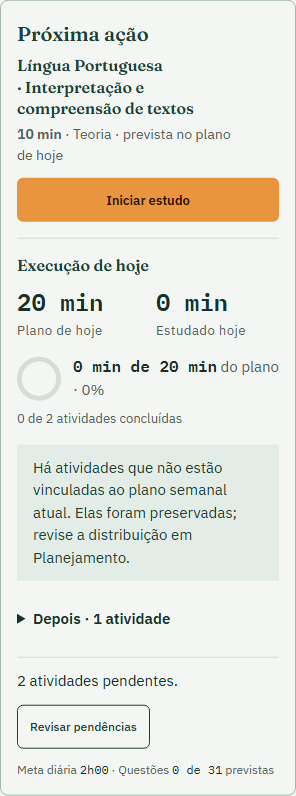 Próxima ação
Língua Portuguesa
· Interpretação e
compreensão de textos
10 min · Teoria · prevista no plano
de hoje
Iniciar estudo
Execução de hoje
20 min 0 min
Plano de hoje Estudado hoje
0 min de 20 min do plano
· 0%
0 de 2 atividades concluídas
Há atividades que não estão
vinculadas ao plano semanal
atual. Elas foram preservadas;
revise a distribuição em
Planejamento.
Depois · 1 atividade
2 atividades pendentes.
Revisar pendências
Meta diária 2h00 · Questões 0 de 31 previstas